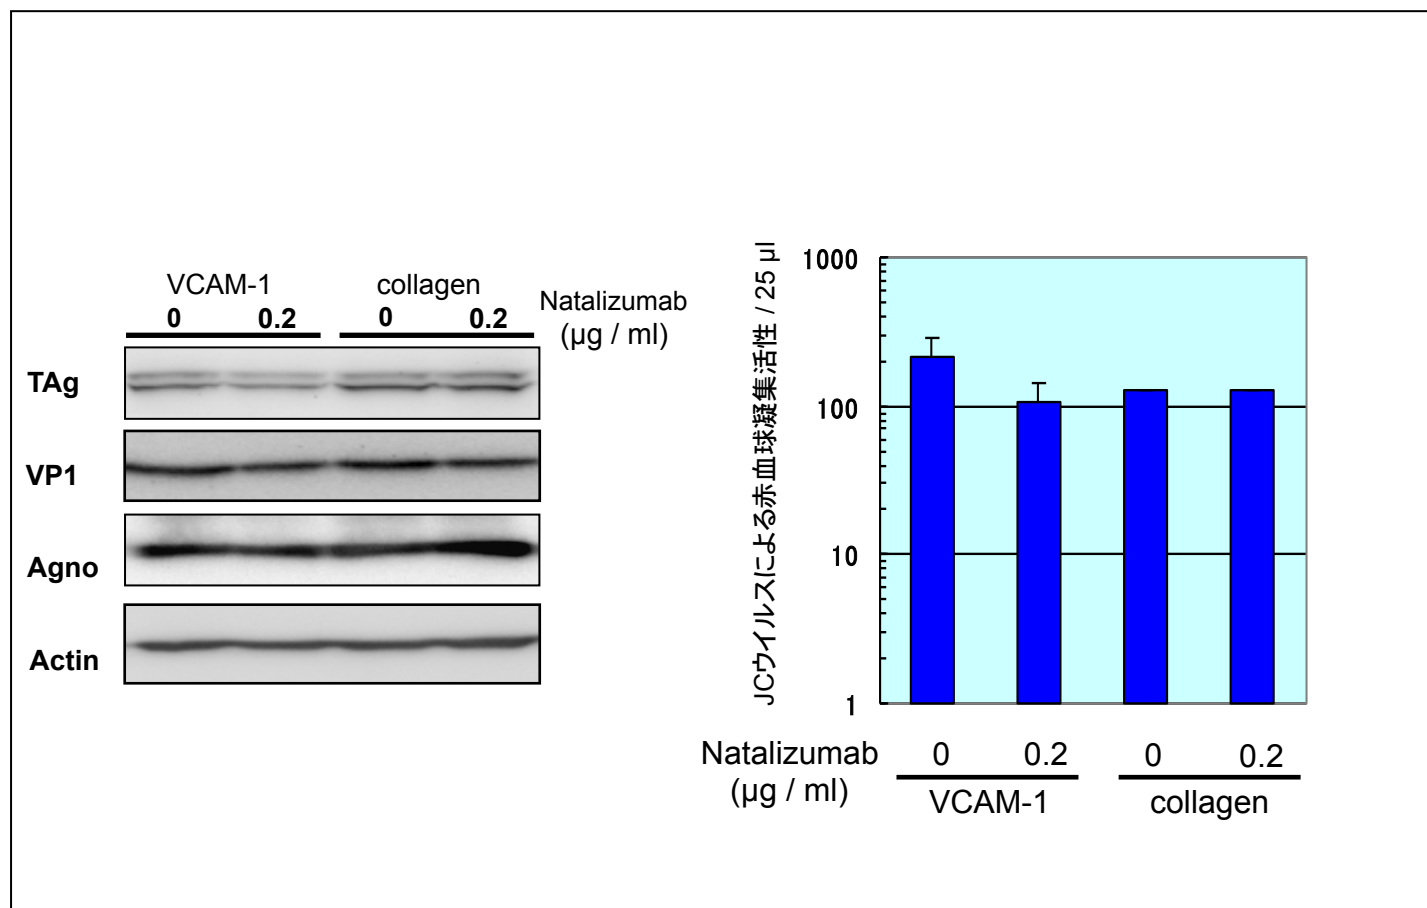 VCAM-1 collagen
0 0.2 0 0.2
Natalizumab
(µg / ml)
TAg
VP1
Agno
Actin
JCウイルスによる赤血球凝集活性 / 25 µl
1000
100
10
1
Natalizumab
(µg / ml)
0 0.2 0 0.2
VCAM-1 collagen